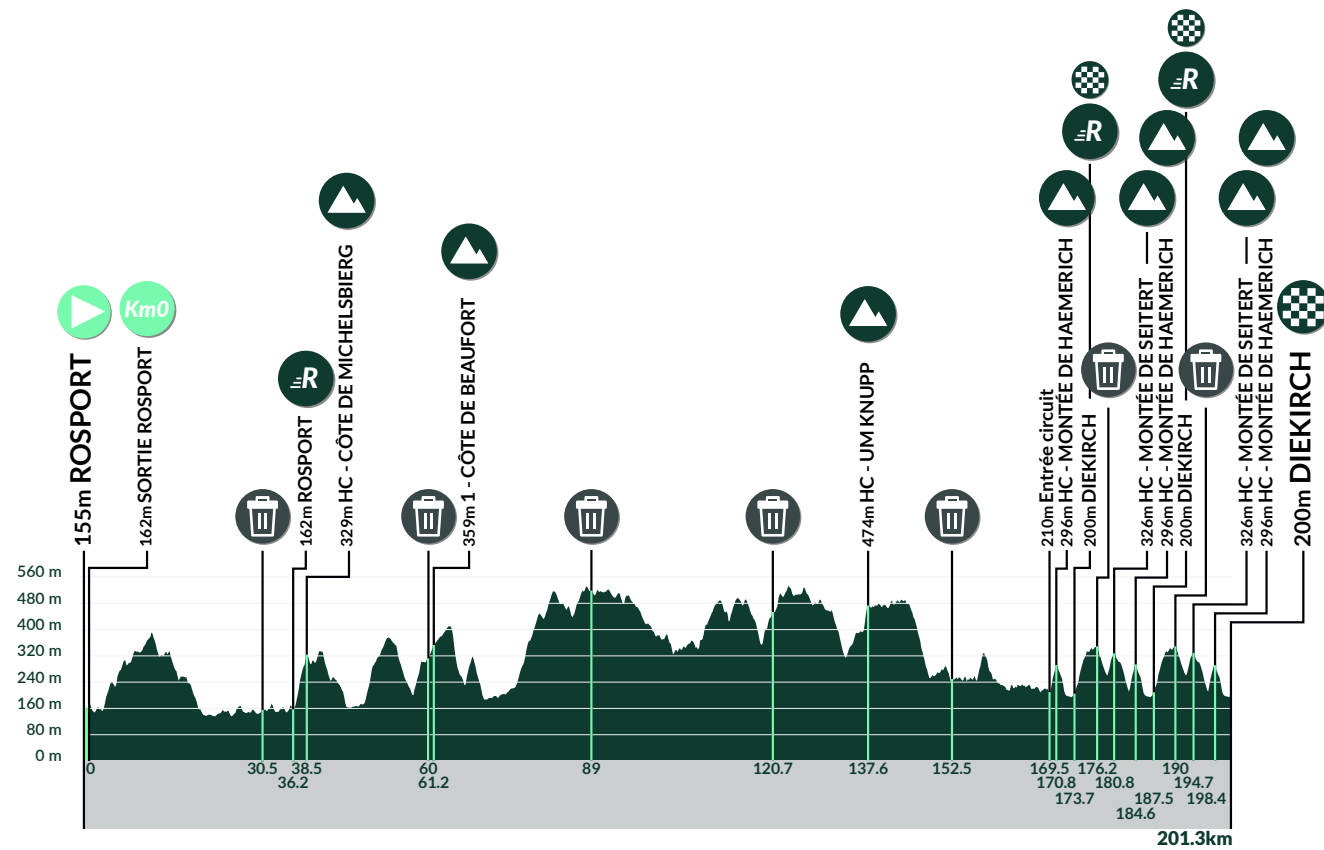 R
R
Km0
R
155m ROSPORT
162m SORTIE ROSPORT
162m ROSPORT
329m HC - CÔTE DE MICHELSBIERG
359m 1 - CÔTE DE BEAUFORT
474m HC - UM KNUPP
210m Entrée circuit
296m HC - MONTÉE DE HAEMERICH
200m DIEKIRCH
326m HC - MONTÉE DE SEITERT
296m HC - MONTÉE DE HAEMERICH
200m DIEKIRCH
326m HC - MONTÉE DE SEITERT
296m HC - MONTÉE DE HAEMERICH
200m DIEKIRCH
560 m
480 m
400 m
320 m
240 m
160 m
80 m
0 m
0 30.5 38.5 60 89 120.7 137.6 152.5 169.5 176.2 190
36.2 61.2 170.8 180.8 194.7
173.7 187.5 198.4
184.6
201.3km